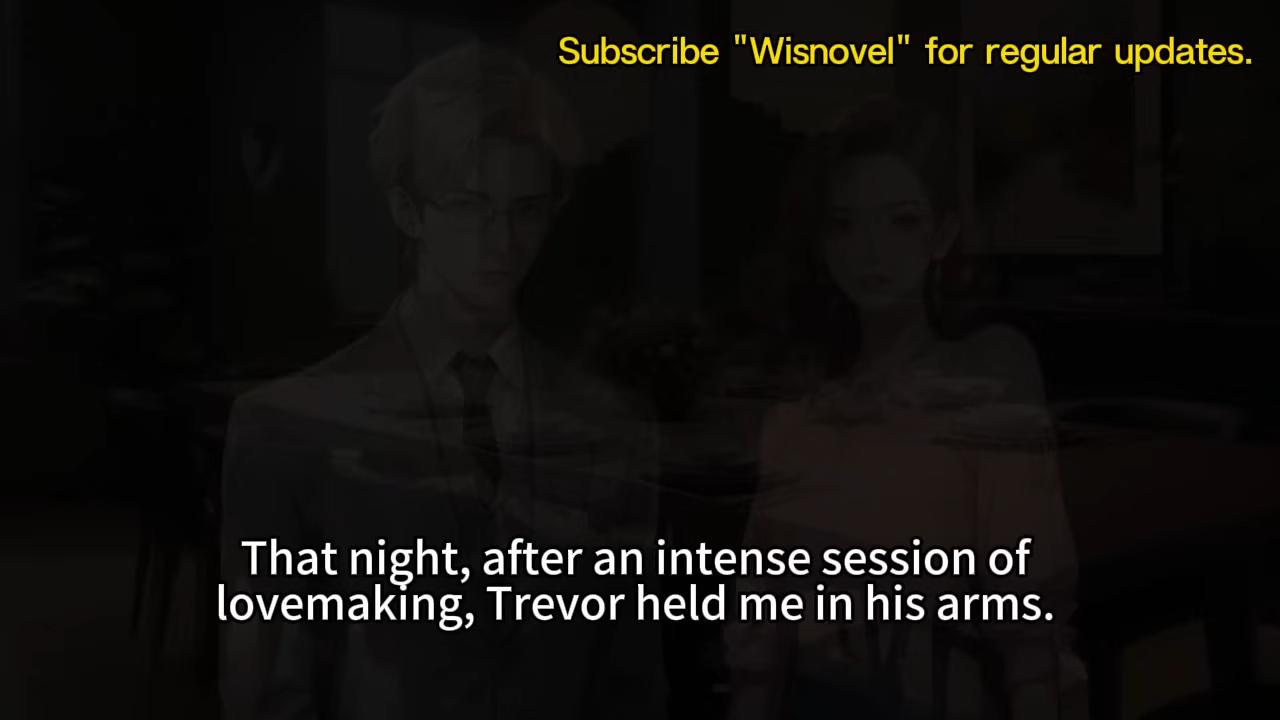 Subscribe "Wisnovel" for regular updates.
That night, after an intense session of
lovemaking, Trevor held me in his arms.